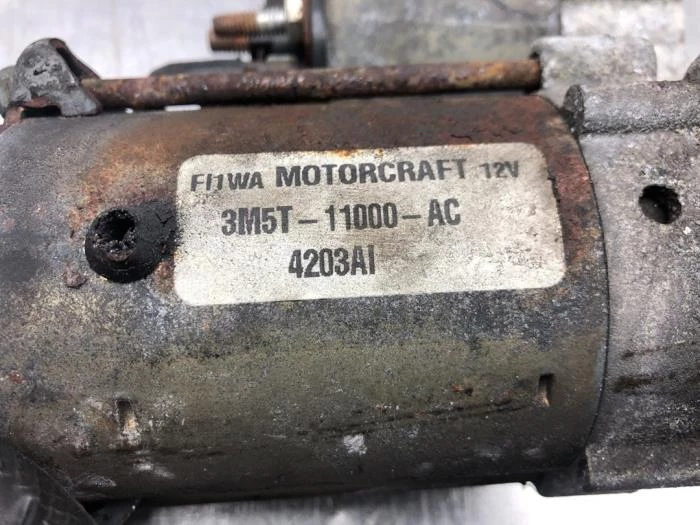 FI1WA MOTORCRAFT 12V
3M5T-11000-AC
4203AI